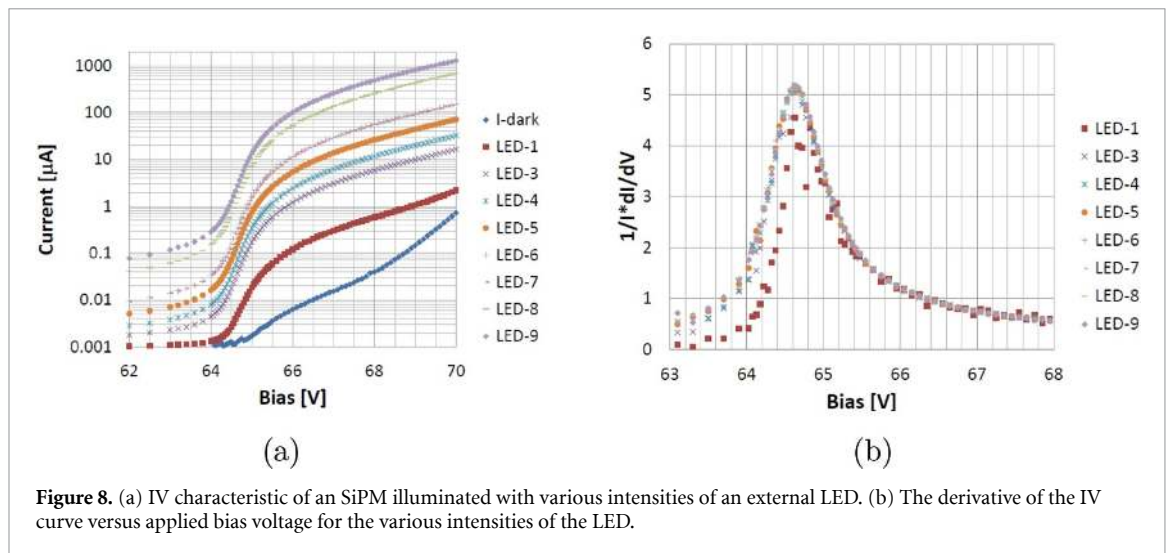 1000
100
10
1
0.1
0.01
0.001
Current [µA]
62 64 66 68 70
Bias [V]
I-dark
LED-1
LED-3
LED-4
LED-5
LED-6
LED-7
LED-8
LED-9
(a)
6
5
4
3
2
1
0
1/I*dI/dV
63 64 65 66 67 68
Bias [V]
LED-1
LED-3
LED-4
LED-5
LED-6
LED-7
LED-8
LED-9
(b)
Figure 8. (a) IV characteristic of an SiPM illuminated with various intensities of an external LED. (b) The derivative of the IV
curve versus applied bias voltage for the various intensities of the LED.